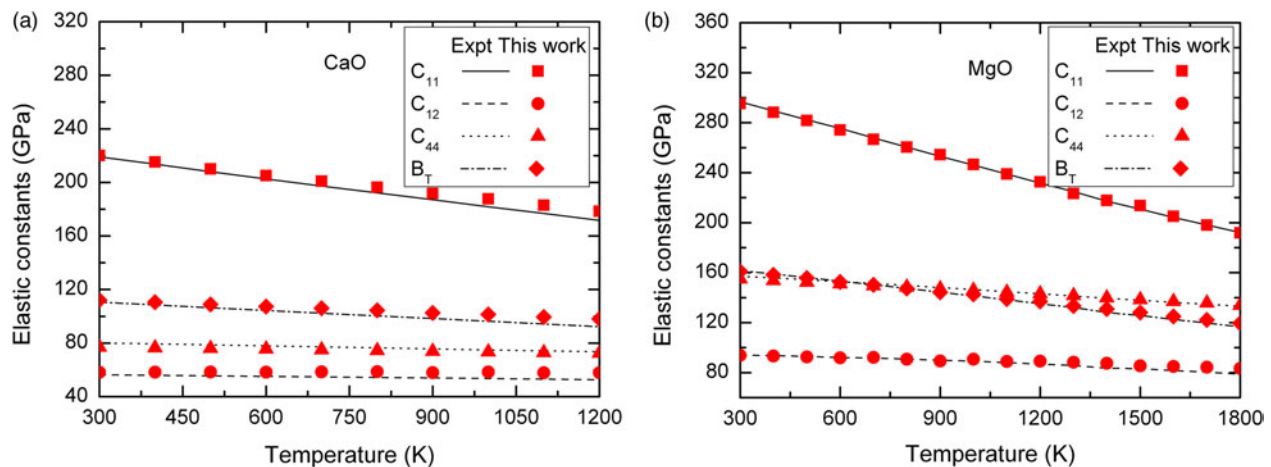 (a)
320
280
240
200
160
120
80
40
Elastic constants (GPa)
CaO
Expt This work
C11
C12
C44
BT
300 450 600 750 900 1050 1200
Temperature (K)
(b)
360
320
280
240
200
160
120
80
Elastic constants (GPa)
MgO
Expt This work
C11
C12
C44
BT
300 600 900 1200 1500 1800
Temperature (K)